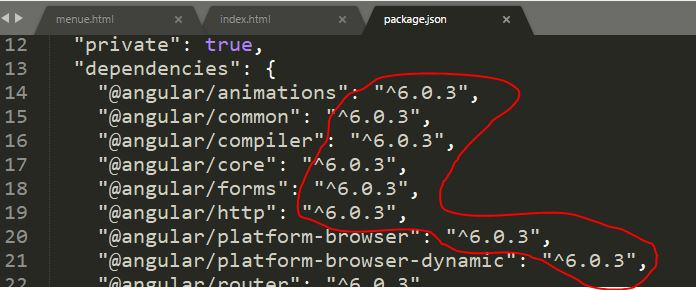 menue.html index.html package.json
12 "private": true,
13 "dependencies": {
14 "@angular/animations": "^6.0.3",
15 "@angular/common": "^6.0.3",
16 "@angular/compiler": "^6.0.3",
17 "@angular/core": "^6.0.3",
18 "@angular/forms": "^6.0.3",
19 "@angular/http": "^6.0.3",
20 "@angular/platform-browser": "^6.0.3",
21 "@angular/platform-browser-dynamic": "^6.0.3",
22 "@angular/router": "^6.0.3"